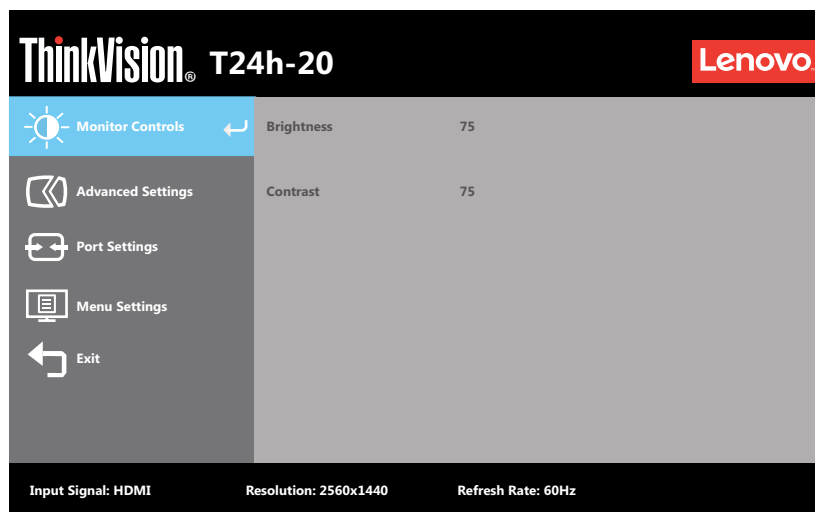 ThinkVision® T24h-20 Lenovo
Monitor Controls Brightness 75
Advanced Settings Contrast 75
Port Settings
Menu Settings
Exit
Input Signal: HDMI Resolution: 2560x1440 Refresh Rate: 60Hz